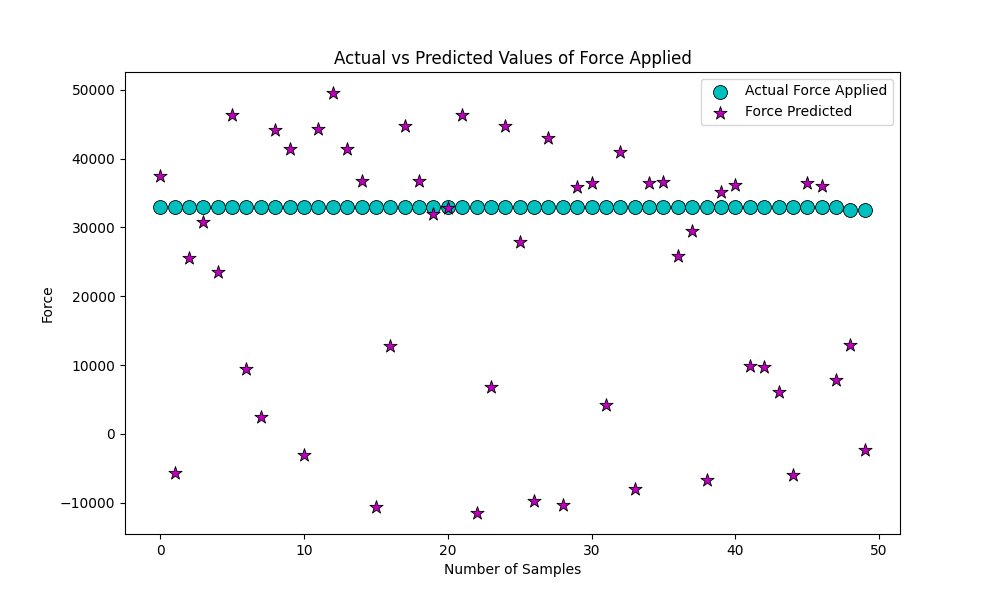 Actual vs Predicted Values of Force Applied
Actual Force Applied
Force Predicted
50000
40000
30000
20000
10000
0
−10000
Force
0 10 20 30 40 50
Number of Samples